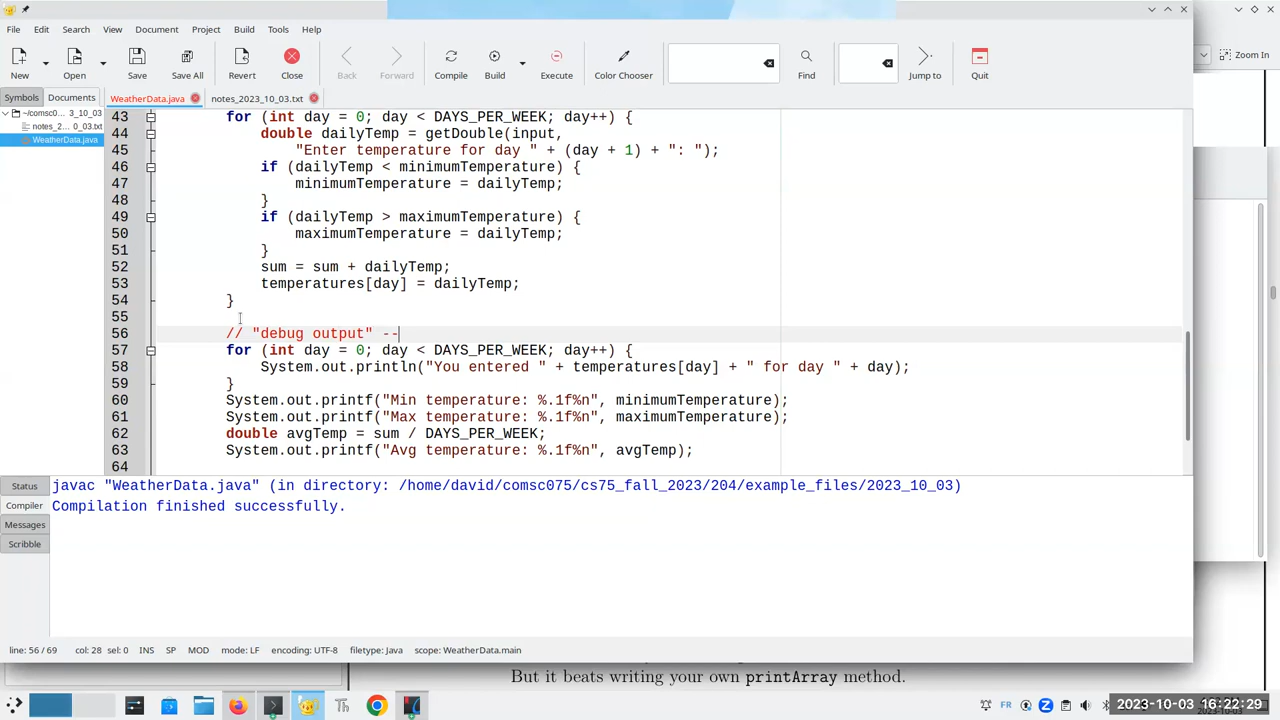 File Edit Search View Document Project Build Tools Help
New Open Save Save All Revert Close Back Forward Compile Build Execute Color Chooser Find Jump to Quit
Zoom In
Symbols Documents WeatherData.java notes_2023_10_03.txt
~/comsc0... 3_10_03
notes_2... 0_03.txt
WeatherData.java
43 for (int day = 0; day < DAYS_PER_WEEK; day++) {
44 double dailyTemp = getDouble(input,
45 "Enter temperature for day " + (day + 1) + ": ");
46 if (dailyTemp < minimumTemperature) {
47 minimumTemperature = dailyTemp;
48 }
49 if (dailyTemp > maximumTemperature) {
50 maximumTemperature = dailyTemp;
51 }
52 sum = sum + dailyTemp;
53 temperatures[day] = dailyTemp;
54 }
55
56 // "debug output" --
57 for (int day = 0; day < DAYS_PER_WEEK; day++) {
58 System.out.println("You entered " + temperatures[day] + " for day " + day);
59 }
60 System.out.printf("Min temperature: %.1f%n", minimumTemperature);
61 System.out.printf("Max temperature: %.1f%n", maximumTemperature);
62 double avgTemp = sum / DAYS_PER_WEEK;
63 System.out.printf("Avg temperature: %.1f%n", avgTemp);
64
Status
Compiler
Messages
Scribble
javac "WeatherData.java" (in directory: /home/david/comsc075/cs75_fall_2023/204/example_files/2023_10_03)
Compilation finished successfully.
line: 56 / 69 col: 28 sel: 0 INS SP MOD mode: LF encoding: UTF-8 filetype: Java scope: WeatherData.main
But it beats writing your own printArray method.
FR
2023-10-03 16:22:29